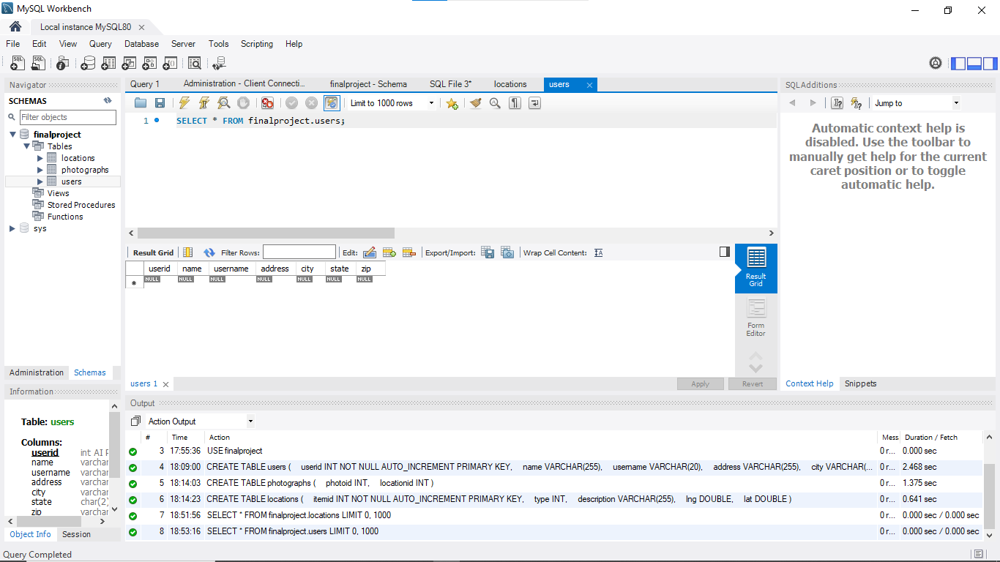 MySQL Workbench
Local instance MySQL80
File Edit View Query Database Server Tools Scripting Help
Navigator
SCHEMAS
Filter objects
finalproject
Tables
locations
photographs
users
Views
Stored Procedures
Functions
sys
Administration Schemas
Information
Table: users
Columns:
userid int AI P
name varchar
username varchar
address varchar
city varchar
state char(2)
zip varchar
Object Info Session
Query 1 Administration - Client Connecti... finalproject - Schema SQL File 3* locations users
Limit to 1000 rows
1 SELECT * FROM finalproject.users;
Result Grid Filter Rows: Edit: Export/Import: Wrap Cell Content:
userid name username address city state zip
NULL NULL NULL NULL NULL NULL NULL
Result
Grid
Form
Editor
users 1
Apply Revert
SQLAdditions
Jump to
Automatic context help is
disabled. Use the toolbar to
manually get help for the current
caret position or to toggle
automatic help.
Context Help Snippets
Output
Action Output
# Time Action Mess Duration / Fetch
3 17:55:36 USE finalproject 0 r... 0.000 sec
4 18:09:00 CREATE TABLE users ( userid INT NOT NULL AUTO_INCREMENT PRIMARY KEY, name VARCHAR(255), username VARCHAR(20), address VARCHAR(255), city VARCHAR(... 0 r... 2.468 sec
5 18:14:03 CREATE TABLE photographs ( photoid INT, locationid INT ) 0 r... 1.375 sec
6 18:14:23 CREATE TABLE locations ( itemid INT NOT NULL AUTO_INCREMENT PRIMARY KEY, type INT, description VARCHAR(255), lng DOUBLE, lat DOUBLE ) 0 r... 0.641 sec
7 18:51:56 SELECT * FROM finalproject.locations LIMIT 0, 1000 0 r... 0.000 sec / 0.000 sec
8 18:53:16 SELECT * FROM finalproject.users LIMIT 0, 1000 0 r... 0.000 sec / 0.000 sec
Query Completed